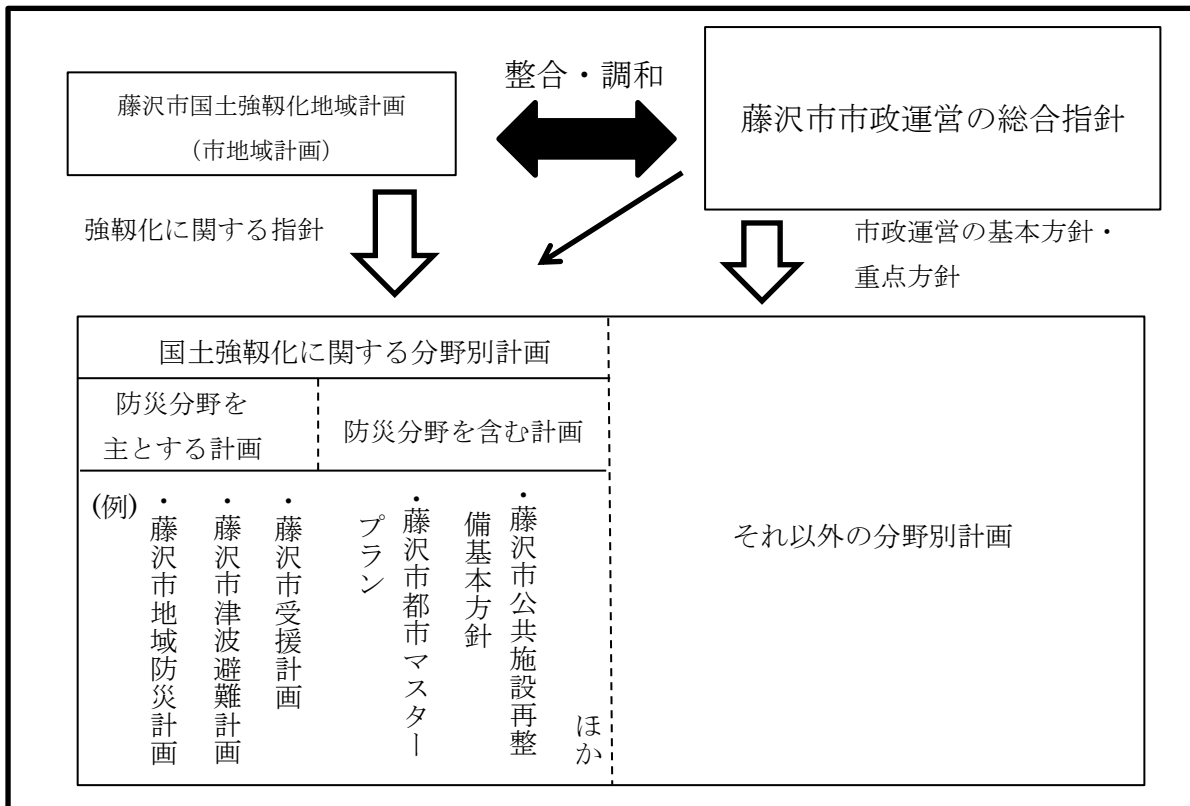 整合・調和
藤沢市国土強靱化地域計画
（市地域計画）
藤沢市市政運営の総合指針
強靱化に関する指針
市政運営の基本方針・
重点方針
国土強靱化に関する分野別計画
防災分野を
主とする計画
防災分野を含む計画
(例)
・藤沢市地域防災計画
・藤沢市津波避難計画
・藤沢市受援計画
・藤沢市都市マスター
プラン
・藤沢市公共施設再整
備基本方針
ほか
それ以外の分野別計画